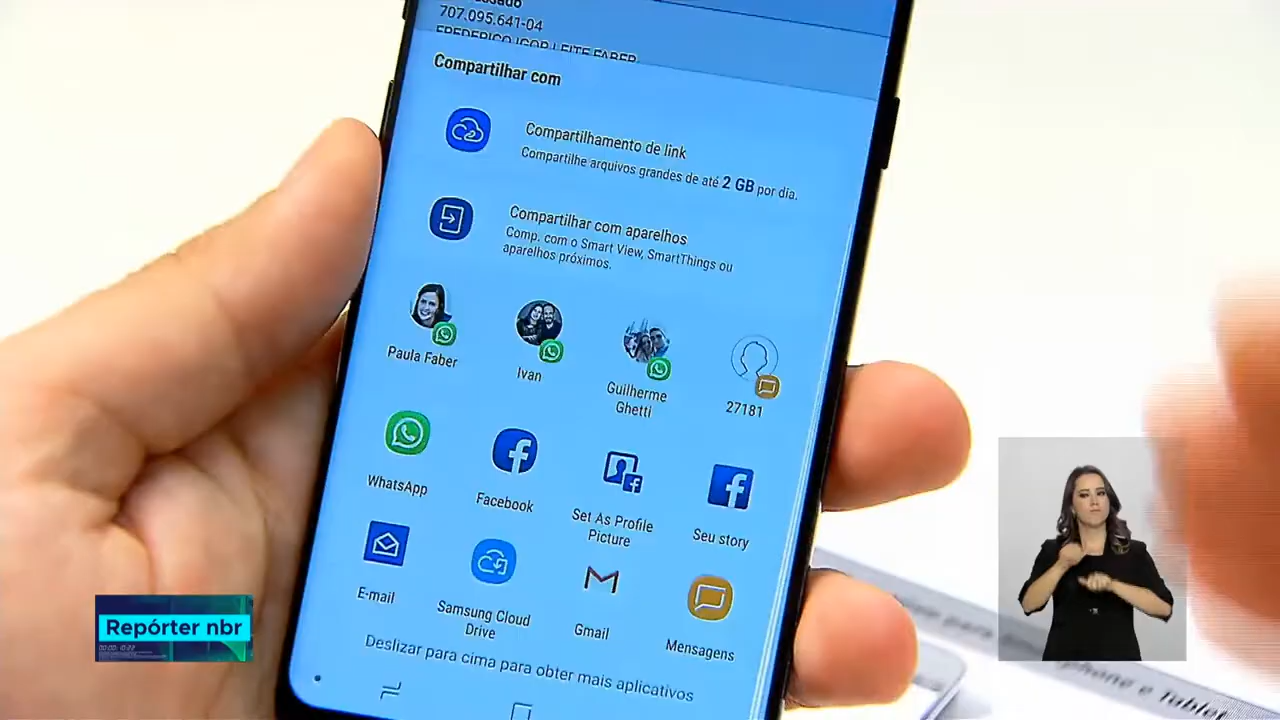 707.095.641-04
FREDERICO IGOR LEITE FABER
Compartilhar com
Compartilhamento de link
Compartilhe arquivos grandes de até 2 GB por dia.
Compartilhar com aparelhos
Comp. com o Smart View, SmartThings ou
aparelhos próximos.
Paula Faber
Ivan
Guilherme
Ghetti
27181
WhatsApp
Facebook
Set As Profile
Picture
Seu story
E-mail
Samsung Cloud
Drive
Gmail
Mensagens
Deslizar para cima para obter mais aplicativos
Repórter nbr
para
phone e Tablet